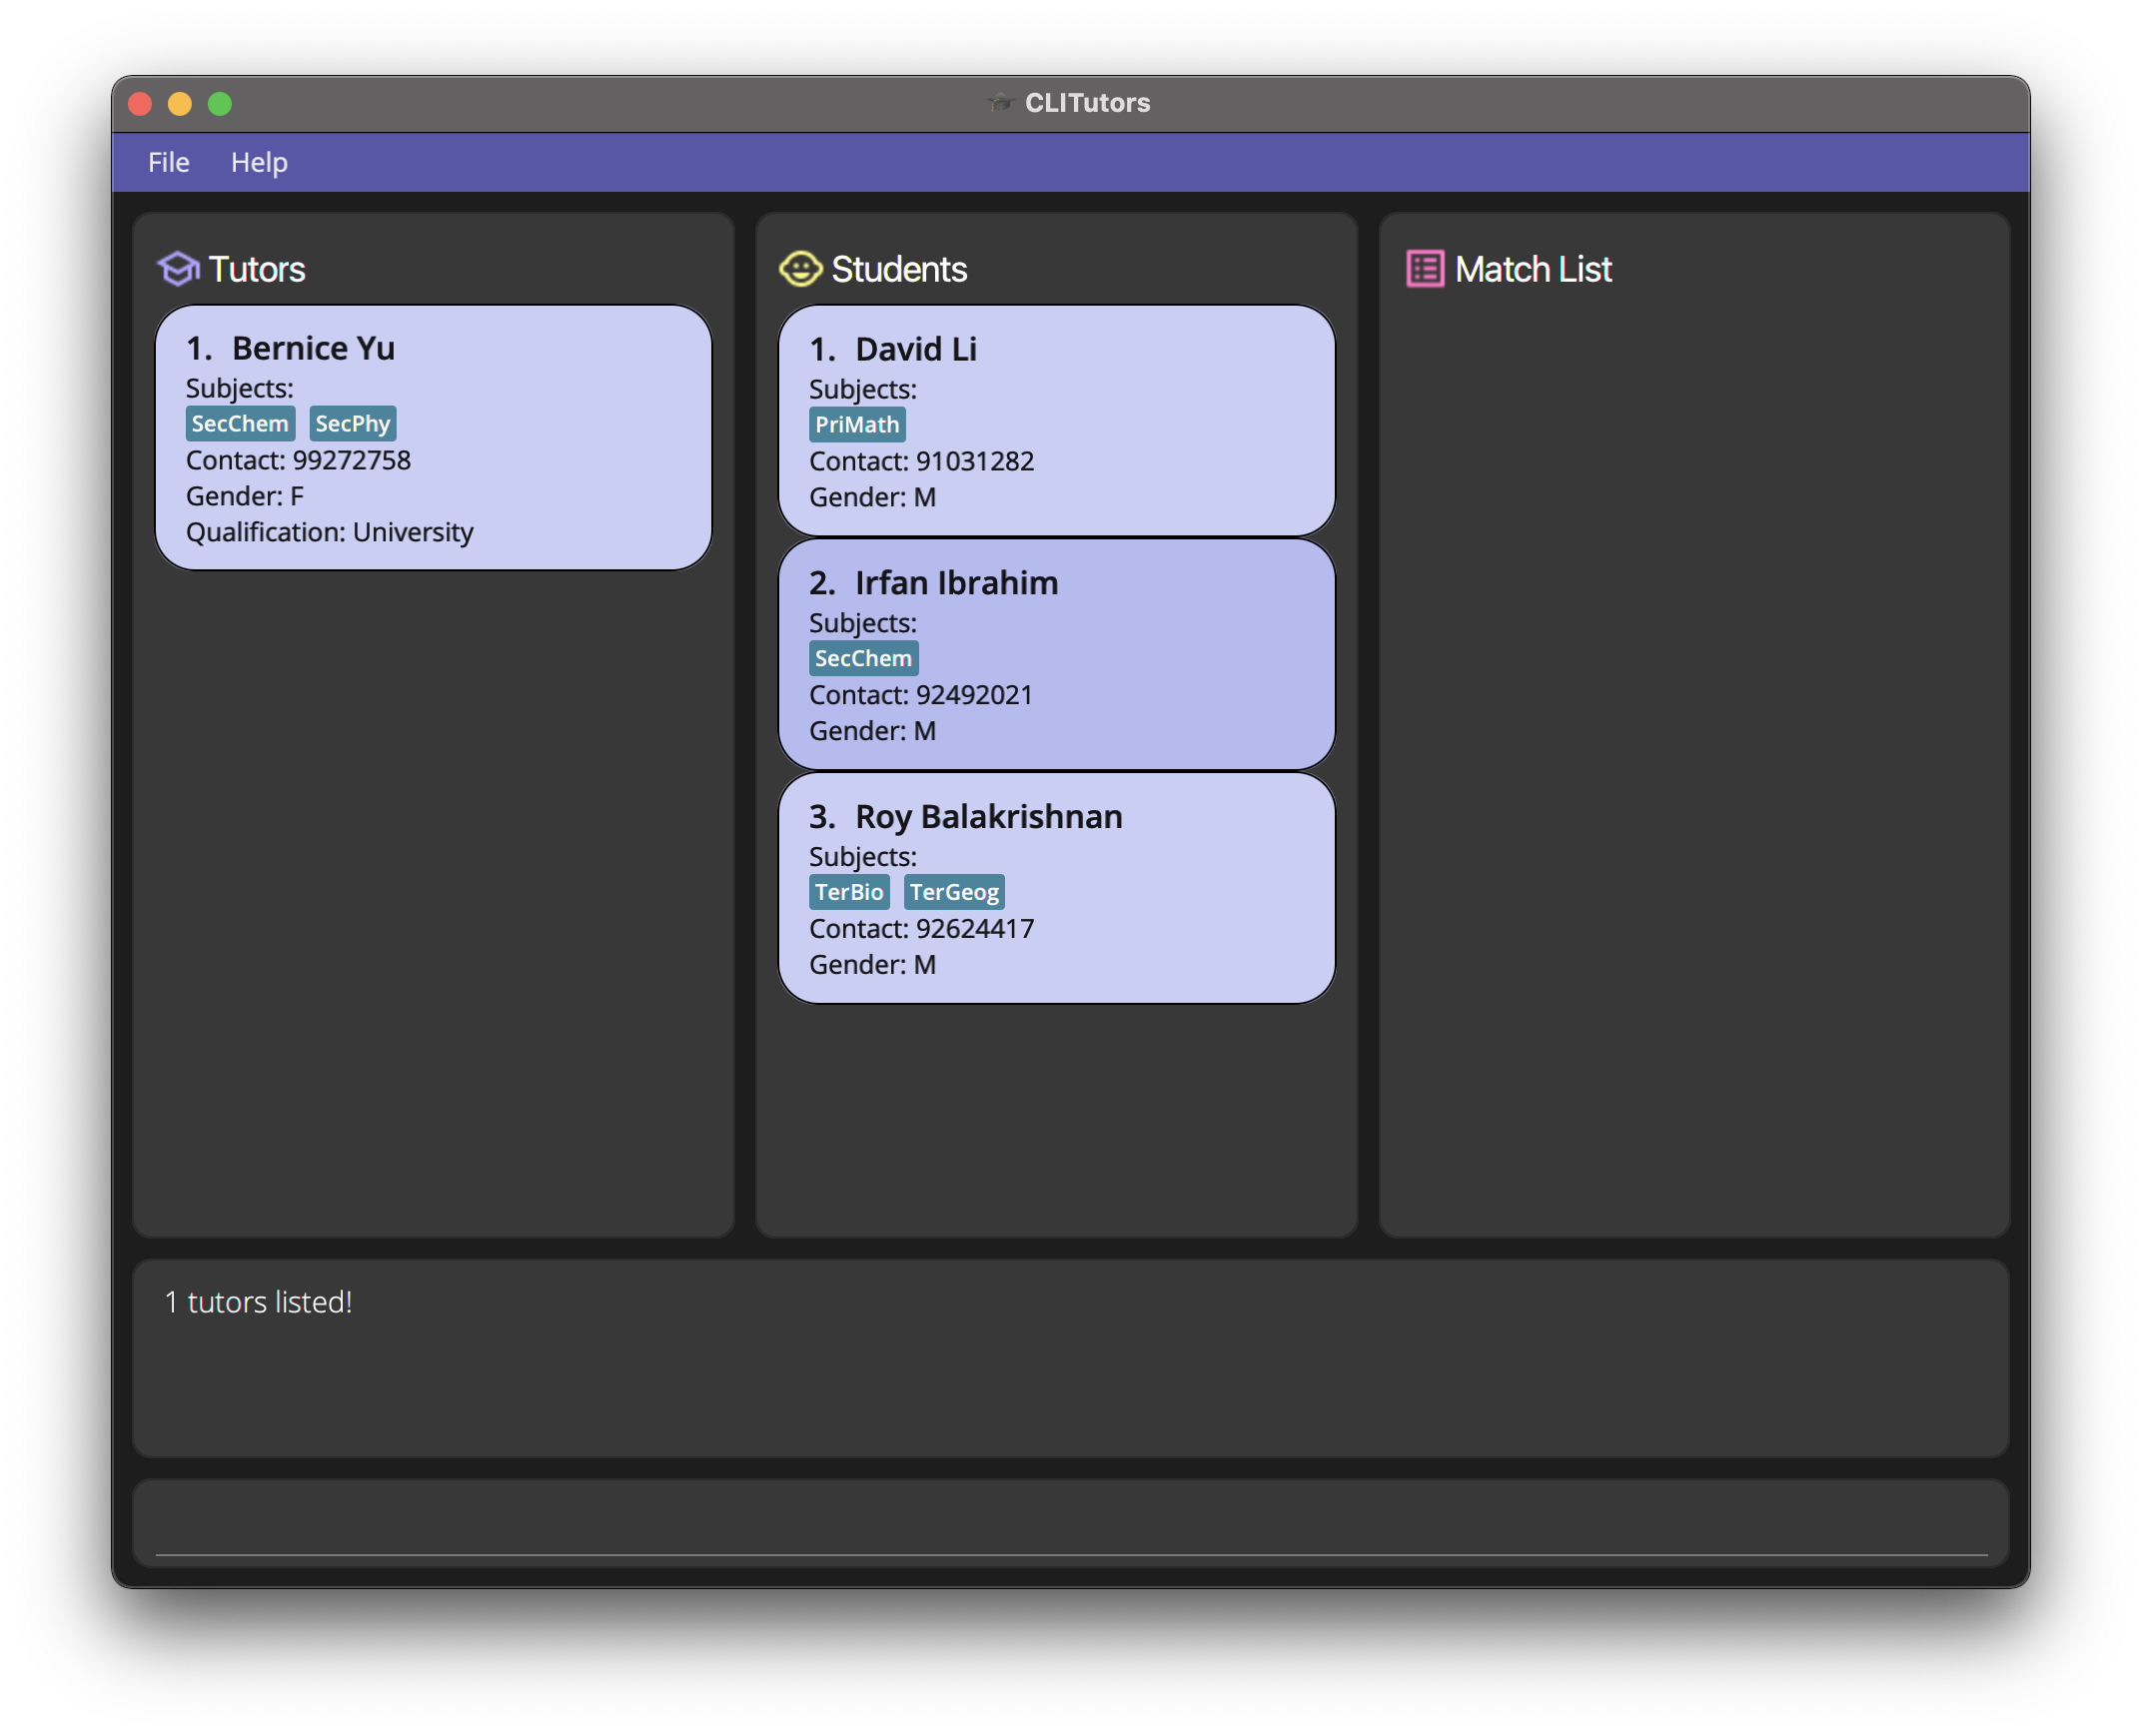 CLITutors
File Help
Tutors
1. Bernice Yu
Subjects:
SecChem SecPhy
Contact: 99272758
Gender: F
Qualification: University
Students
1. David Li
Subjects:
PriMath
Contact: 91031282
Gender: M
2. Irfan Ibrahim
Subjects:
SecChem
Contact: 92492021
Gender: M
3. Roy Balakrishnan
Subjects:
TerBio TerGeog
Contact: 92624417
Gender: M
Match List
1 tutors listed!